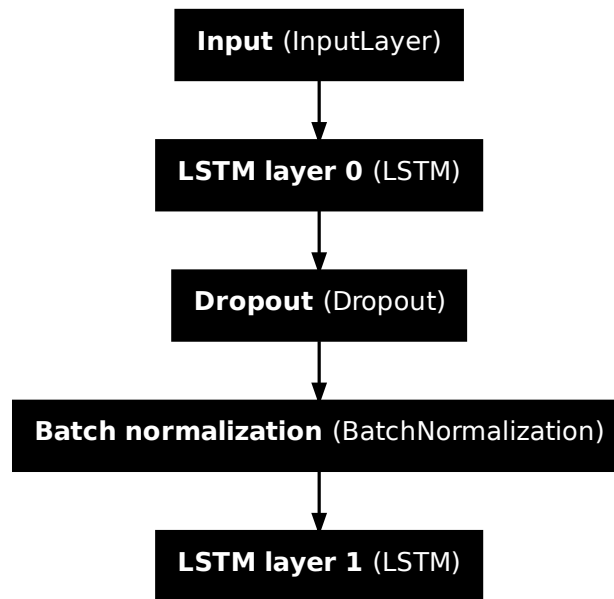 Input (InputLayer)
LSTM layer 0 (LSTM)
Dropout (Dropout)
Batch normalization (BatchNormalization)
LSTM layer 1 (LSTM)